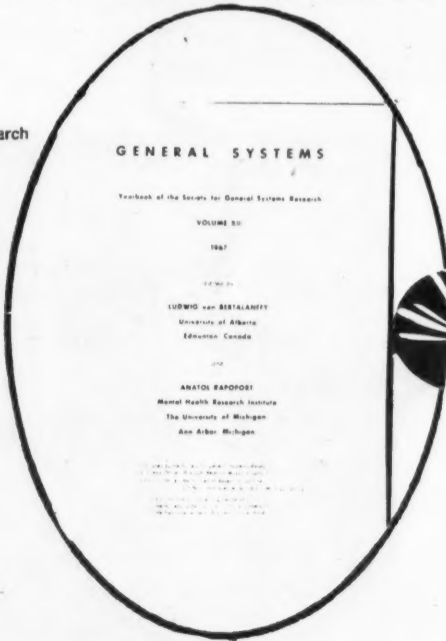 arch
GENERAL SYSTEMS
Yearbook of the Society for General Systems Research
VOLUME XII
1967
LUDWIG von BERTALANFFY
University of Alberta
Edmonton Canada
and
ANATOL RAPOPORT
Mental Health Research Institute
The University of Michigan
Ann Arbor, Michigan